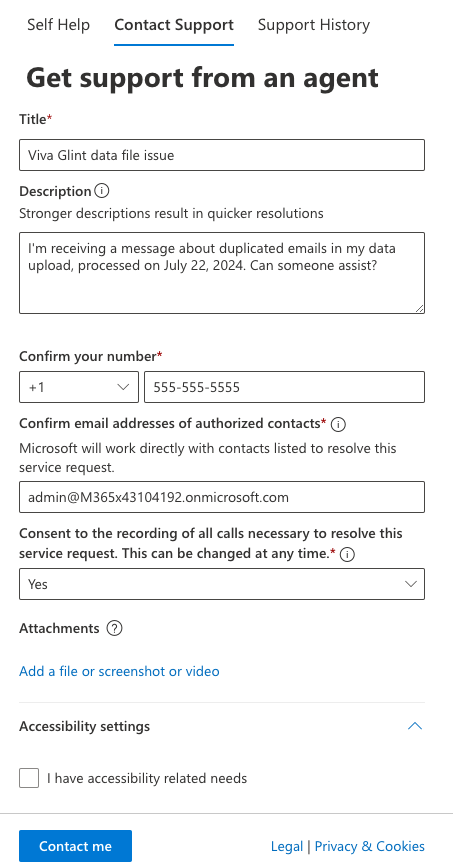 Self Help Contact Support Support History
Get support from an agent
Title*
Viva Glint data file issue
Description
Stronger descriptions result in quicker resolutions
I'm receiving a message about duplicated emails in my data
upload, processed on July 22, 2024. Can someone assist?
Confirm your number*
+1 555-555-5555
Confirm email addresses of authorized contacts*
Microsoft will work directly with contacts listed to resolve this
service request.
admin@M365x43104192.onmicrosoft.com
Consent to the recording of all calls necessary to resolve this
service request. This can be changed at any time.*
Yes
Attachments
Add a file or screenshot or video
Accessibility settings
I have accessibility related needs
Contact me Legal | Privacy & Cookies